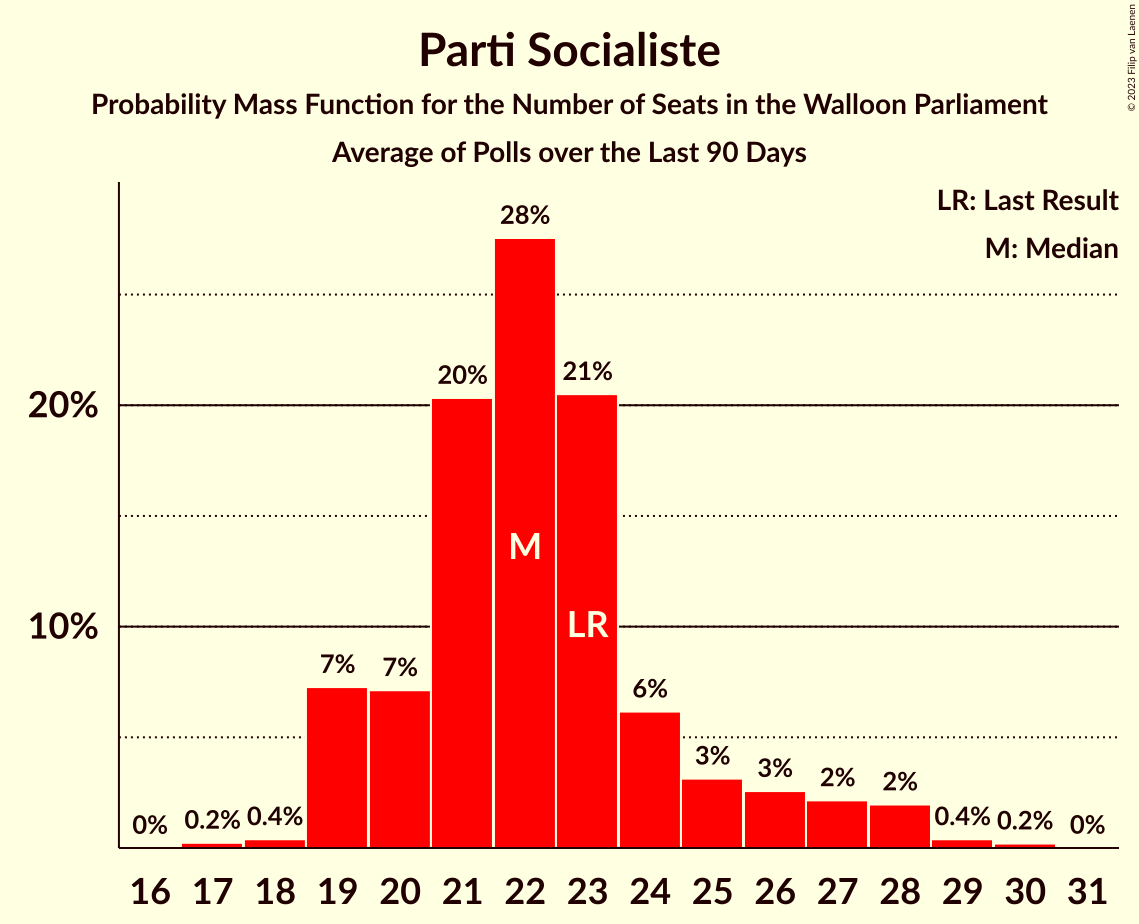 Parti Socialiste
Probability Mass Function for the Number of Seats in the Walloon Parliament
Average of Polls over the Last 90 Days
© 2023 Filip van Laenen
LR: Last Result
M: Median
28%
20%
21%
20%
M
LR
10%
7%
7%
6%
3%
3%
2%
2%
0%
0.2%
0.4%
0.4%
0.2%
0%
16 17 18 19 20 21 22 23 24 25 26 27 28 29 30 31